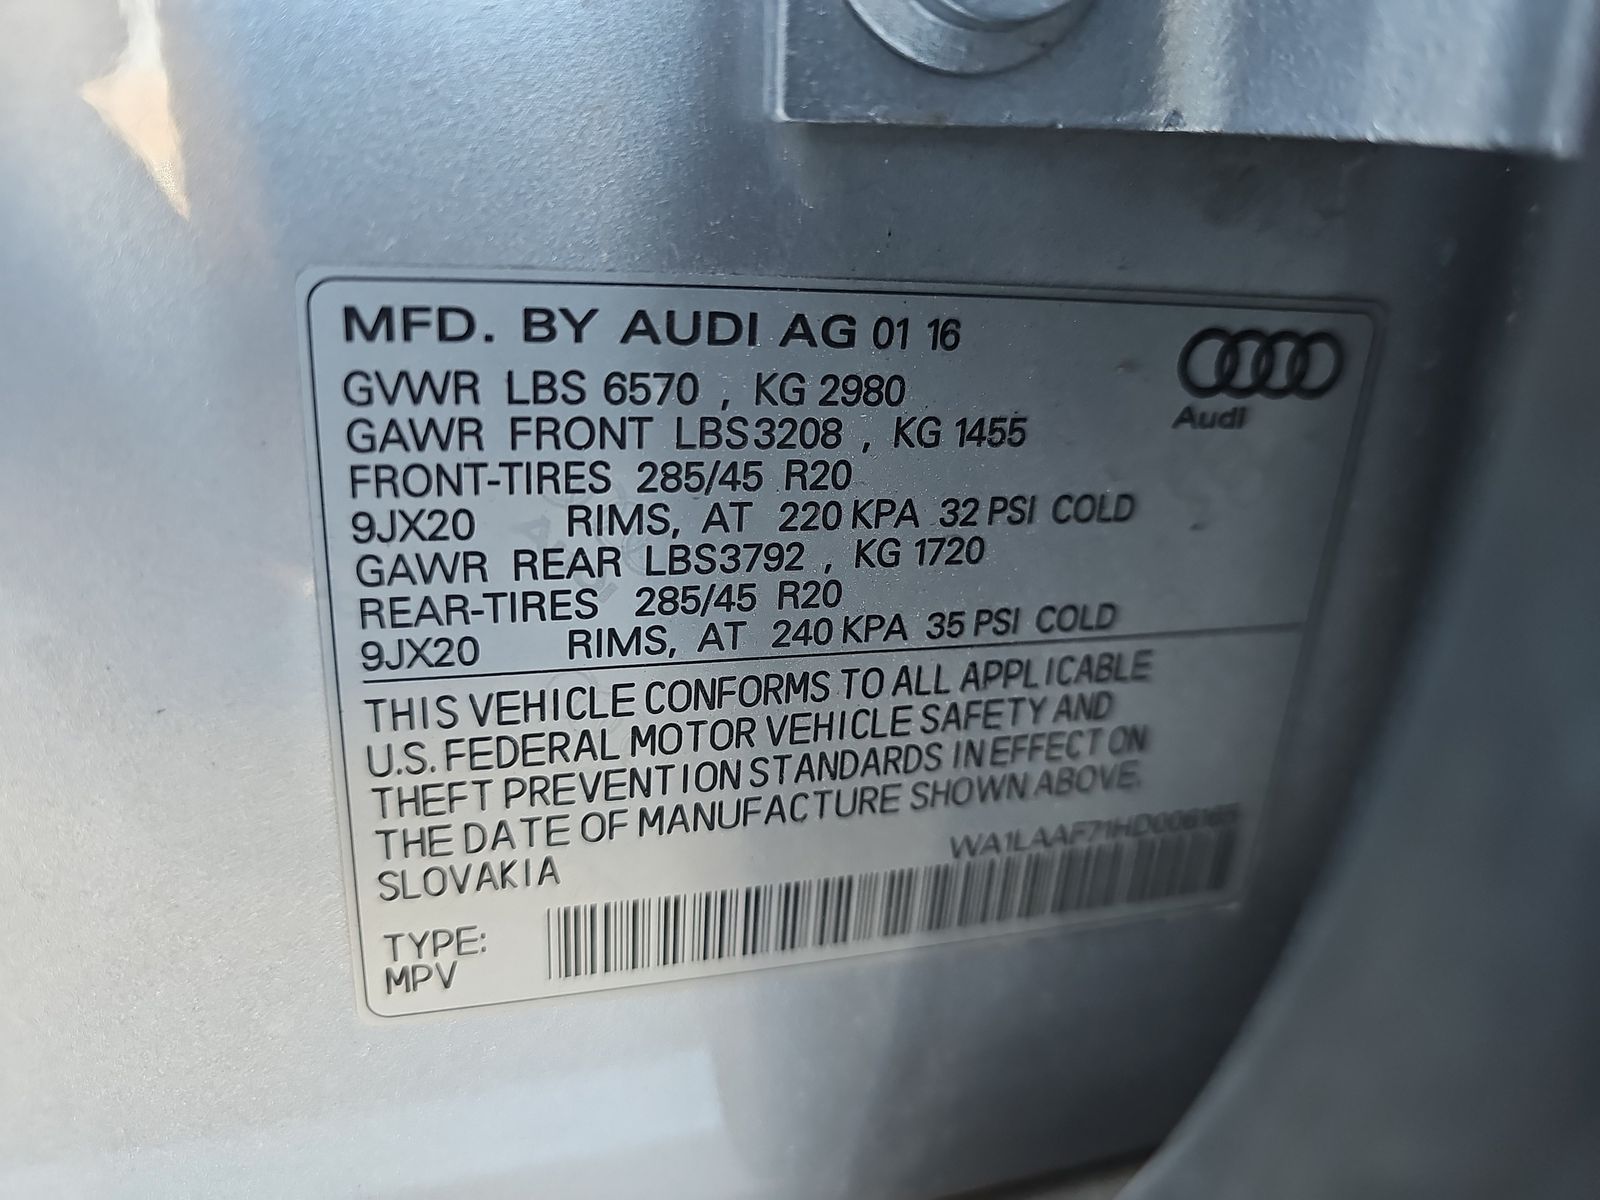 MFD. BY AUDI AG 01 16
GVWR LBS 6570 , KG 2980
GAWR FRONT LBS3208 , KG 1455
FRONT-TIRES 285/45 R20
9JX20 RIMS, AT 220 KPA 32 PSI COLD
GAWR REAR LBS3792 , KG 1720
REAR-TIRES 285/45 R20
9JX20 RIMS, AT 240 KPA 35 PSI COLD
Audi
THIS VEHICLE CONFORMS TO ALL APPLICABLE
U.S. FEDERAL MOTOR VEHICLE SAFETY AND
THEFT PREVENTION STANDARDS IN EFFECT ON
THE DATE OF MANUFACTURE SHOWN ABOVE.
SLOVAKIA
TYPE:
MPV